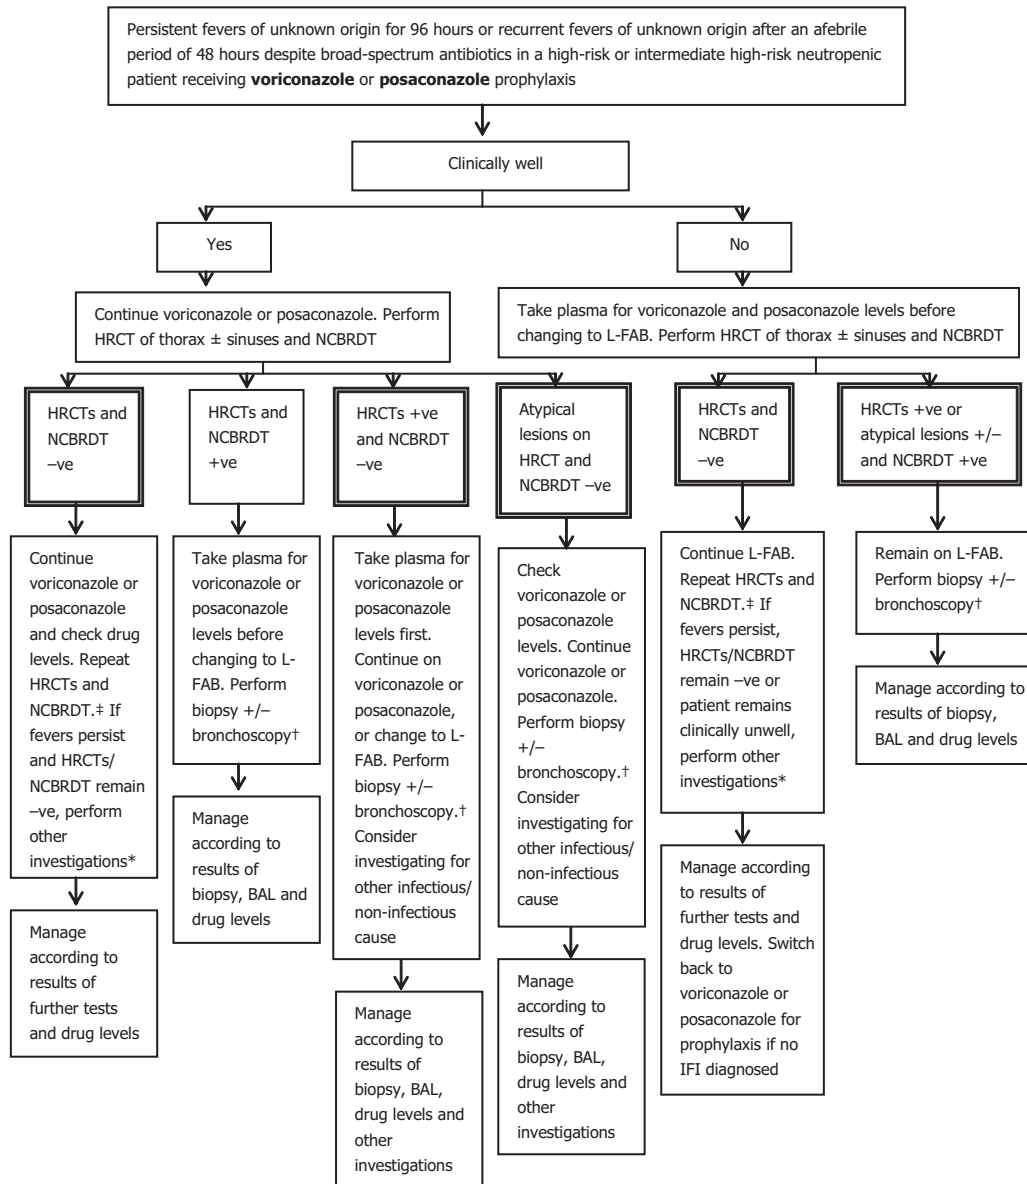 Persistent fevers of unknown origin for 96 hours or recurrent fevers of unknown origin after an afebrile
period of 48 hours despite broad-spectrum antibiotics in a high-risk or intermediate high-risk neutropenic
patient receiving voriconazole or posaconazole prophylaxis
Clinically well
Yes
No
Continue voriconazole or posaconazole. Perform
HRCT of thorax ± sinuses and NCBRDT
Take plasma for voriconazole and posaconazole levels before
changing to L-FAB. Perform HRCT of thorax ± sinuses and NCBRDT
HRCTs and
NCBRDT
–ve
HRCTs and
NCBRDT
+ve
HRCTs +ve
and NCBRDT
–ve
Atypical
lesions on
HRCT and
NCBRDT –ve
HRCTs and
NCBRDT
–ve
HRCTs +ve or
atypical lesions +/–
and NCBRDT +ve
Continue
voriconazole or
posaconazole
and check drug
levels. Repeat
HRCTs and
NCBRDT.‡ If
fevers persist
and HRCTs/
NCBRDT remain
–ve, perform
other
investigations*
Take plasma for
voriconazole or
posaconazole
levels before
changing to L-
FAB. Perform
biopsy +/–
bronchoscopy†
Take plasma for
voriconazole or
posaconazole
levels first.
Continue on
voriconazole or
posaconazole,
or change to L-
FAB. Perform
biopsy +/–
bronchoscopy.†
Consider
investigating for
other infectious/
non-infectious
cause
Check
voriconazole or
posaconazole
levels. Continue
voriconazole or
posaconazole.
Perform biopsy
+/–
bronchoscopy.†
Consider
investigating for
other infectious/
non-infectious
cause
Continue L-FAB.
Repeat HRCTs and
NCBRDT.‡ If
fevers persist,
HRCTs/NCBRDT
remain –ve or
patient remains
clinically unwell,
perform other
investigations*
Remain on L-FAB.
Perform biopsy +/–
bronchoscopy†
Manage according
to results of
further tests and
drug levels. Switch
back to
voriconazole or
posaconazole for
prophylaxis if no
IFI diagnosed
Manage according to
results of biopsy,
BAL and drug levels
Manage
according to
results of
further tests
and drug levels
Manage
according to
results of
biopsy, BAL and
drug levels
Manage
according to
results of
biopsy, BAL,
drug levels and
other
investigations
Manage
according to
results of
biopsy, BAL,
drug levels and
other
investigations